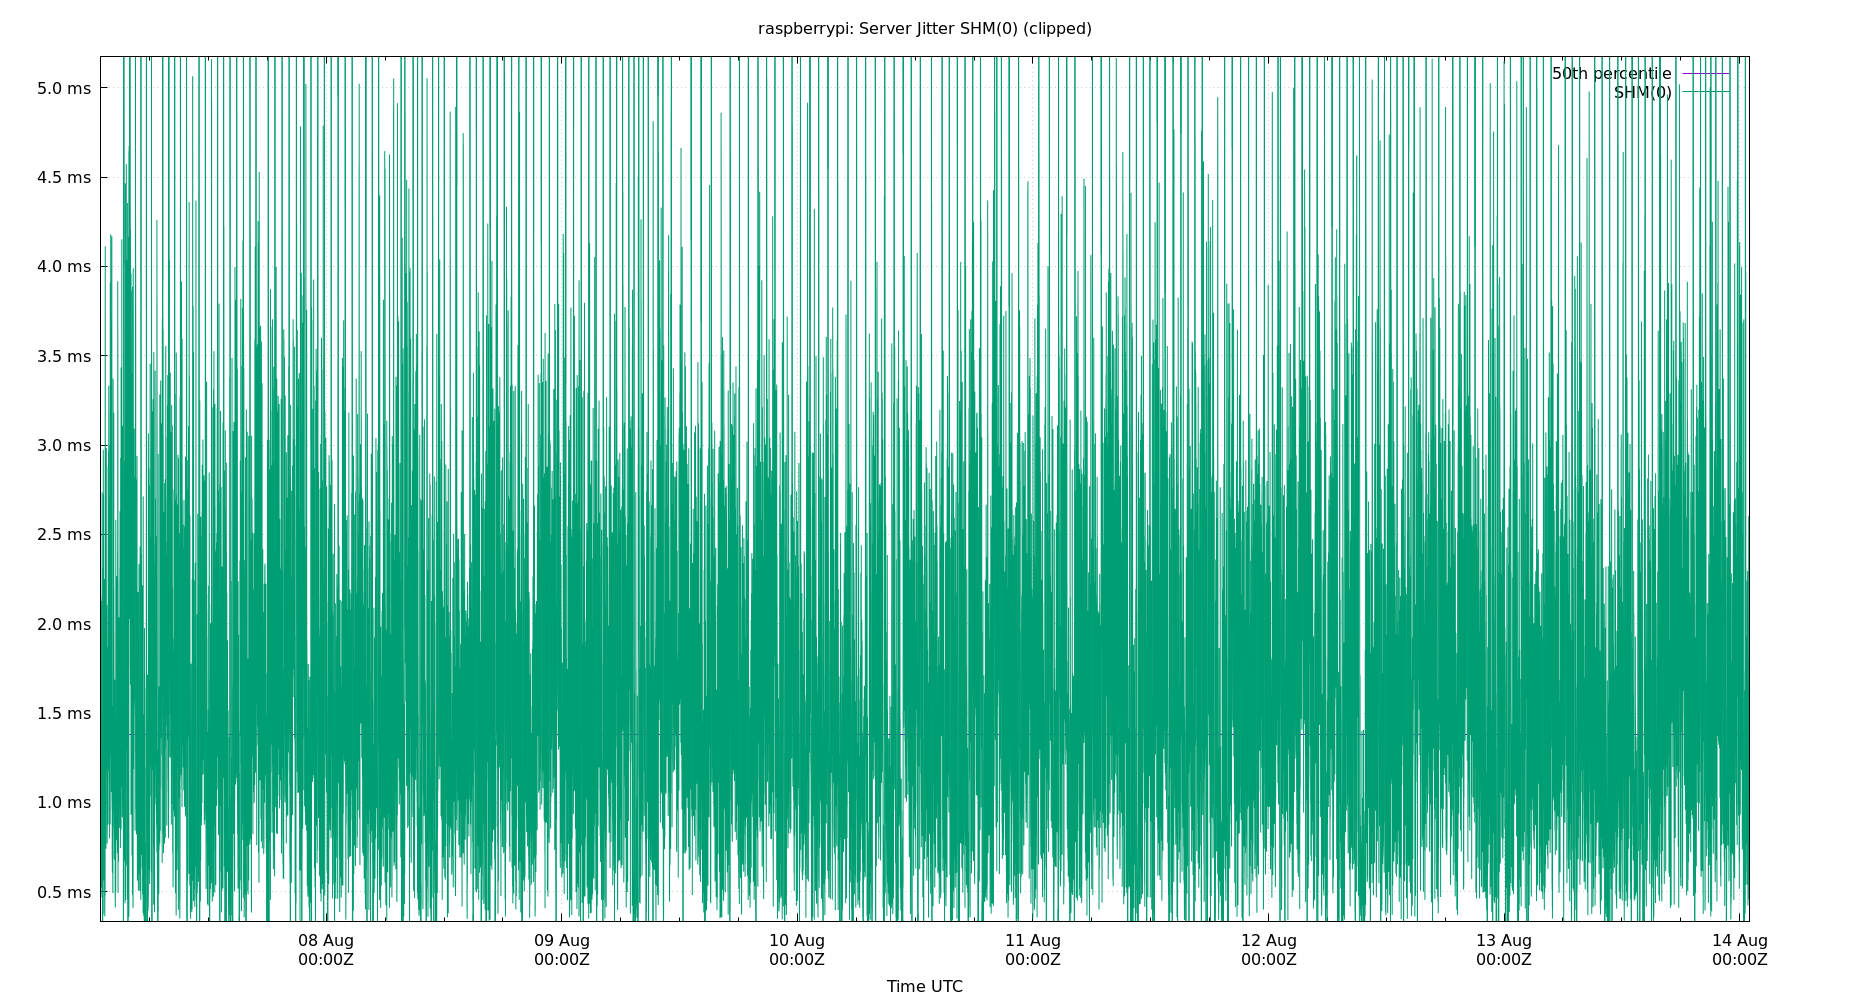 raspberrypi: Server Jitter SHM(0) (clipped)
50th percentile
SHM(0)
5.0 ms
4.5 ms
4.0 ms
3.5 ms
3.0 ms
2.5 ms
2.0 ms
1.5 ms
1.0 ms
0.5 ms
08 Aug 09 Aug 10 Aug 11 Aug 12 Aug 13 Aug 14 Aug
00:00Z 00:00Z 00:00Z 00:00Z 00:00Z 00:00Z 00:00Z
Time UTC